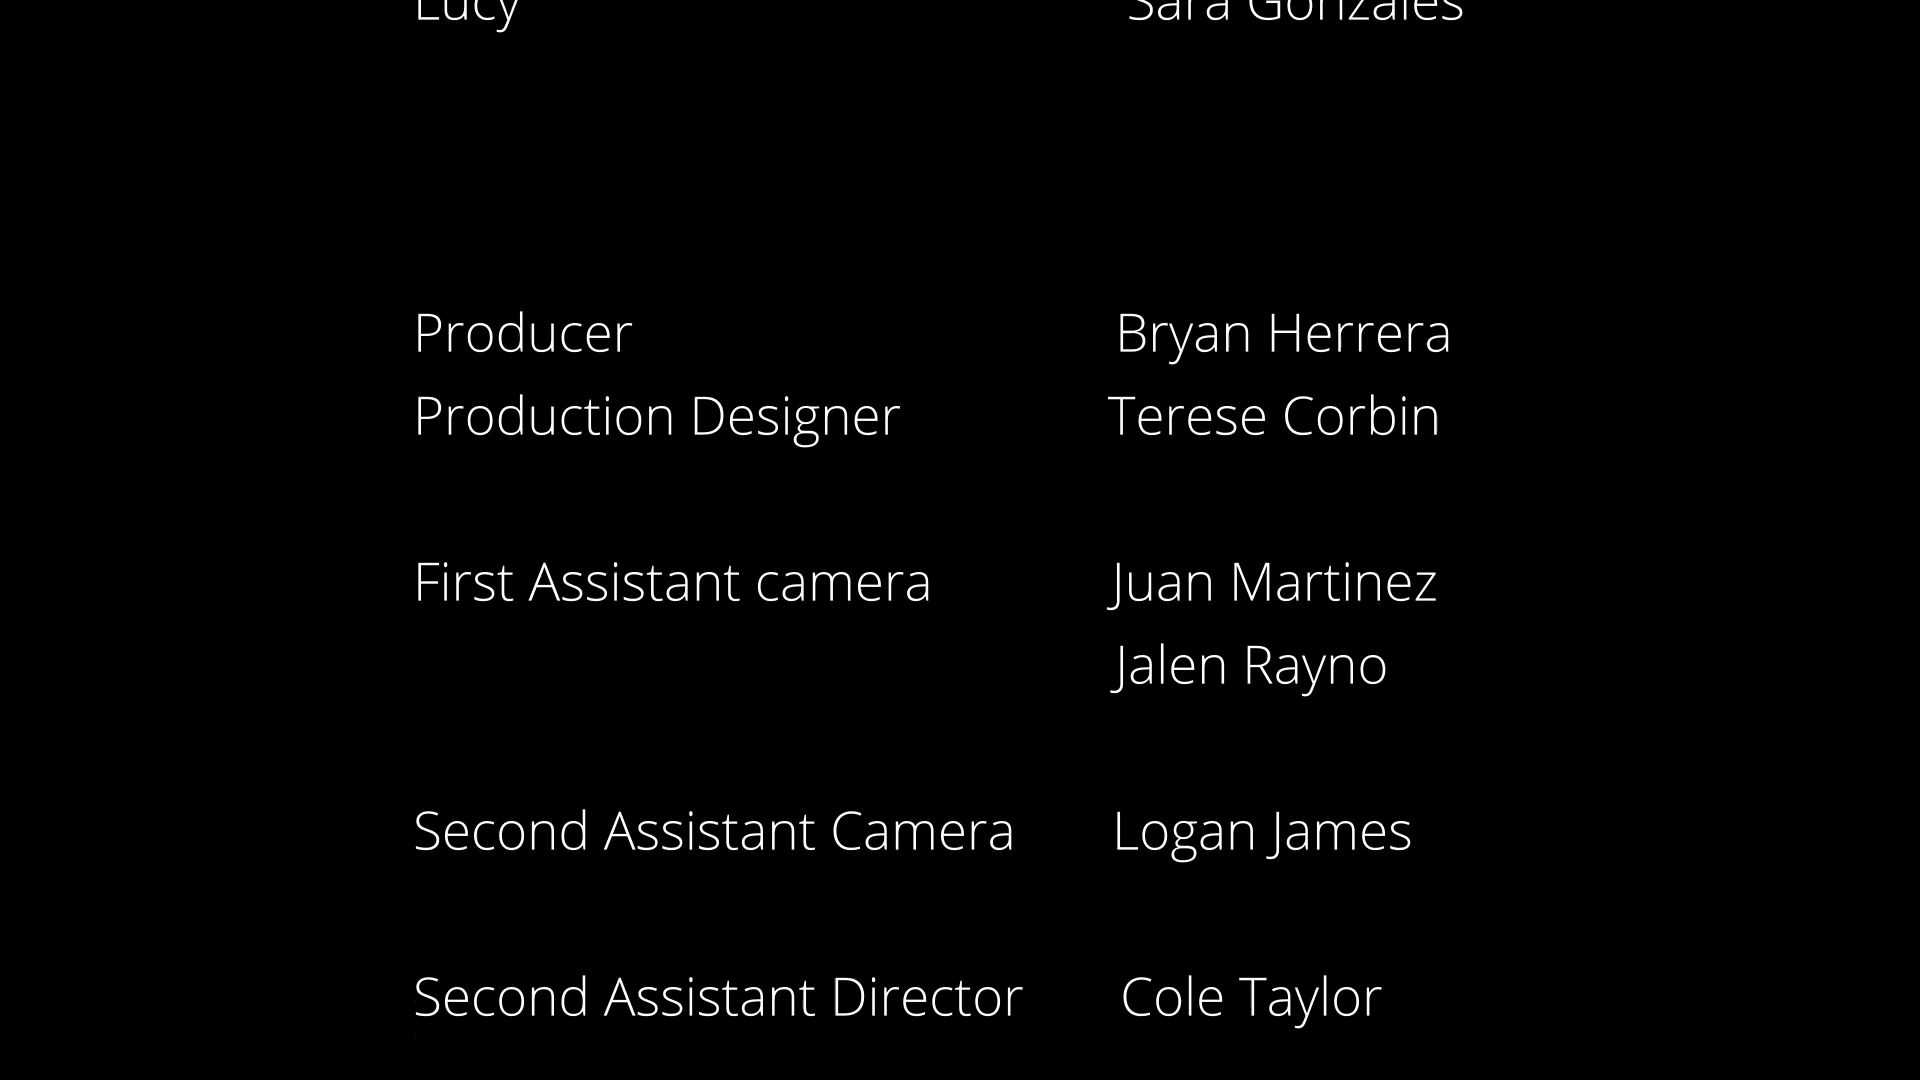 Lucy Sara Gonzales
Producer Bryan Herrera
Production Designer Terese Corbin
First Assistant camera Juan Martinez
Jalen Rayno
Second Assistant Camera Logan James
Second Assistant Director Cole Taylor